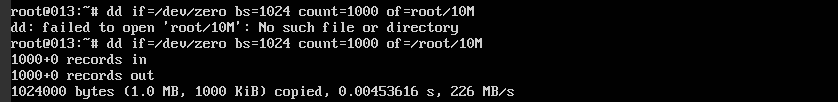 root@013:~# dd if=/dev/zero bs=1024 count=1000 of=root/10M
dd: failed to open 'root/10M': No such file or directory
root@013:~# dd if=/dev/zero bs=1024 count=1000 of=/root/10M
1000+0 records in
1000+0 records out
1024000 bytes (1.0 MB, 1000 KiB) copied, 0.00453616 s, 226 MB/s